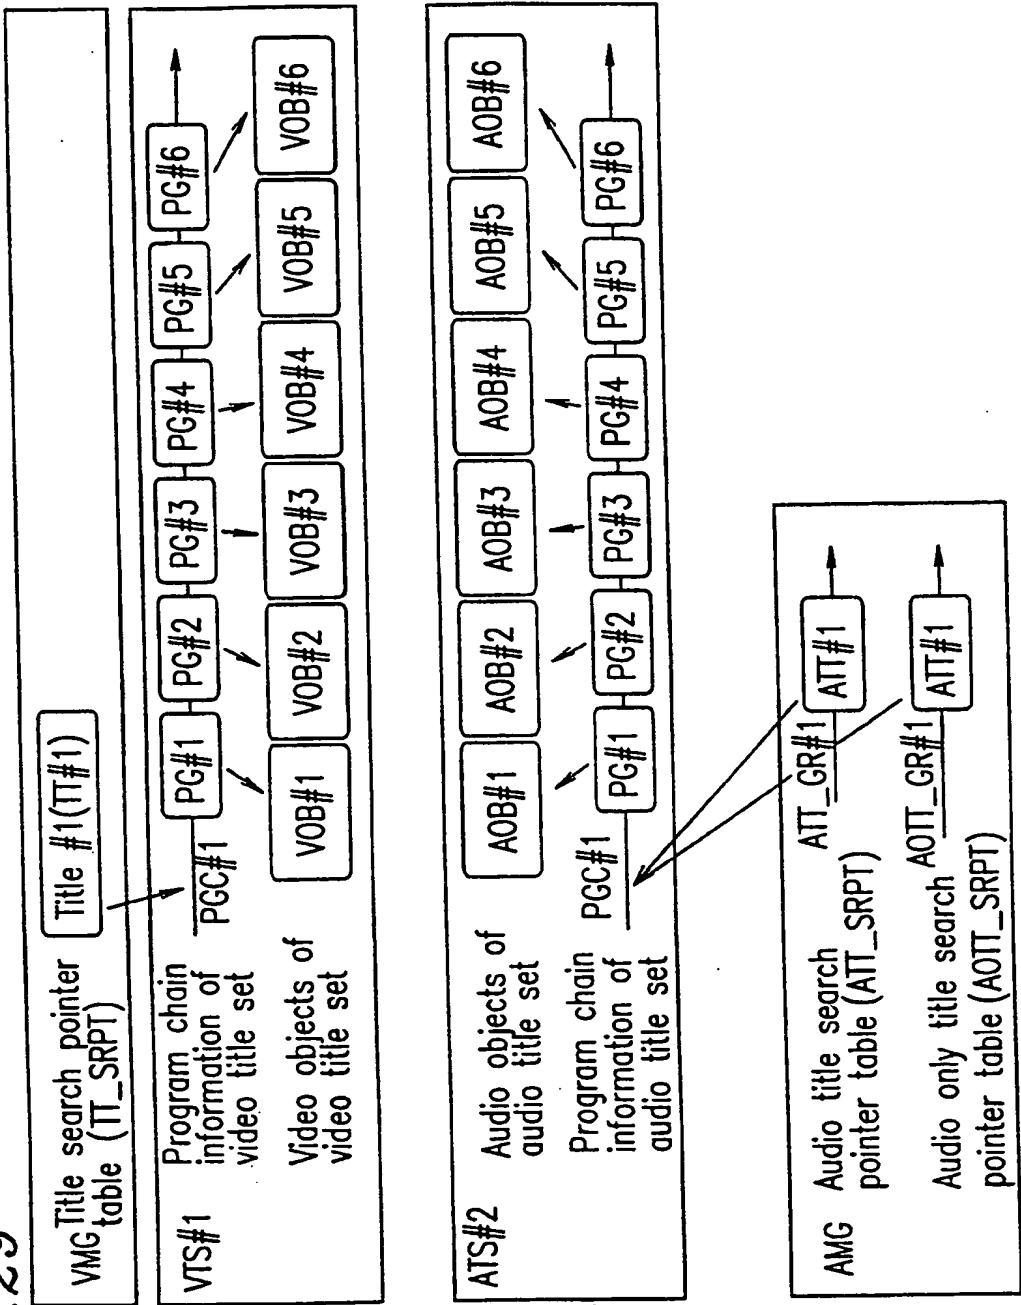 VMG Title search pointer
table (TT_SRPT)
Title #1(TT#1)
VTS#1
Program chain
information of
video title set
PGC#1
PG#1 PG#2 PG#3 PG#4 PG#5 PG#6
Video objects of
video title set
VOB#1 VOB#2 VOB#3 VOB#4 VOB#5 VOB#6
ATS#2
Audio objects of
audio title set
AOB#1 AOB#2 AOB#3 AOB#4 AOB#5 AOB#6
Program chain
information of
audio title set
PGC#1
PG#1 PG#2 PG#3 PG#4 PG#5 PG#6
AMG
Audio title search
pointer table (ATT_SRPT)
ATT_GR#1
ATT#1
Audio only title search
pointer table (AOTT_SRPT)
AOTT_GR#1
ATT#1